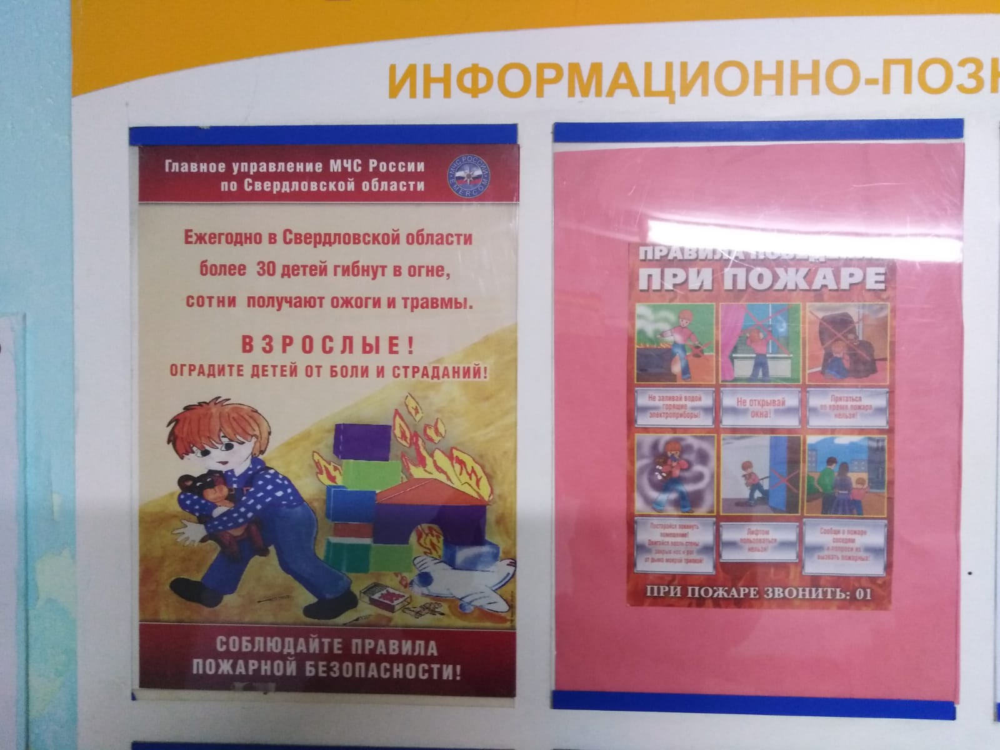 ИНФОРМАЦИОННО-ПОЗН
Главное управление МЧС России
по Свердловской области
МЧС РОССИИ
EMERCOM
Ежегодно в Свердловской области
более 30 детей гибнут в огне,
сотни получают ожоги и травмы.
ВЗРОСЛЫЕ!
ОГРАДИТЕ ДЕТЕЙ ОТ БОЛИ И СТРАДАНИЙ!
СОБЛЮДАЙТЕ ПРАВИЛА
ПОЖАРНОЙ БЕЗОПАСНОСТИ!
ПРАВИЛА ПОВЕДЕНИЯ
ПРИ ПОЖАРЕ
Не заливай водой
горящие
электроприборы!
Не открывай
окна!
Прятаться
во время пожара
нельзя!
Постарайся покинуть
помещение!
Двигайся вдоль стены,
закрыв нос и рот
от дыма мокрой тряпкой!
Лифтом
пользоваться
нельзя!
Сообщи о пожаре
соседям
и попроси их
вызвать пожарных!
ПРИ ПОЖАРЕ ЗВОНИТЬ: 01